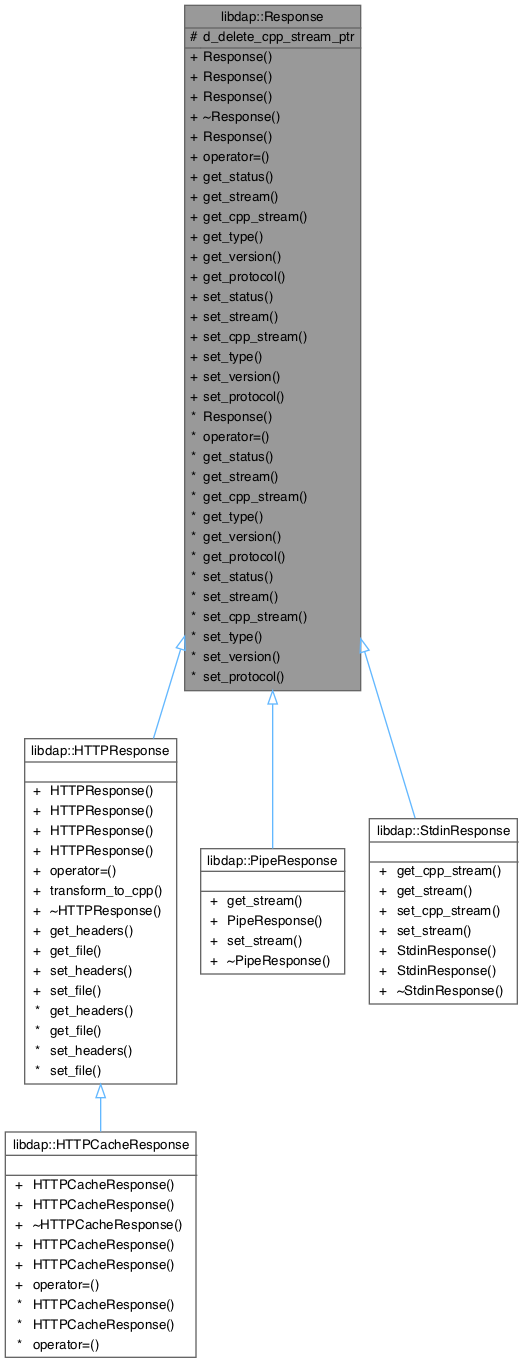 libdap::Response
# d_delete_cpp_stream_ptr
+ Response()
+ Response()
+ Response()
+ ~Response()
+ Response()
+ operator=()
+ get_status()
+ get_stream()
+ get_cpp_stream()
+ get_type()
+ get_version()
+ get_protocol()
+ set_status()
+ set_stream()
+ set_cpp_stream()
+ set_type()
+ set_version()
+ set_protocol()
* Response()
* operator=()
* get_status()
* get_stream()
* get_cpp_stream()
* get_type()
* get_version()
* get_protocol()
* set_status()
* set_stream()
* set_cpp_stream()
* set_type()
* set_version()
* set_protocol()
libdap::HTTPResponse
+ HTTPResponse()
+ HTTPResponse()
+ HTTPResponse()
+ HTTPResponse()
+ operator=()
+ transform_to_cpp()
+ ~HTTPResponse()
+ get_headers()
+ get_file()
+ set_headers()
+ set_file()
* get_headers()
* get_file()
* set_headers()
* set_file()
libdap::PipeResponse
+ get_stream()
+ PipeResponse()
+ set_stream()
+ ~PipeResponse()
libdap::StdinResponse
+ get_cpp_stream()
+ get_stream()
+ set_cpp_stream()
+ set_stream()
+ StdinResponse()
+ StdinResponse()
+ ~StdinResponse()
libdap::HTTPCacheResponse
+ HTTPCacheResponse()
+ HTTPCacheResponse()
+ ~HTTPCacheResponse()
+ HTTPCacheResponse()
+ HTTPCacheResponse()
+ operator=()
* HTTPCacheResponse()
* HTTPCacheResponse()
* operator=()